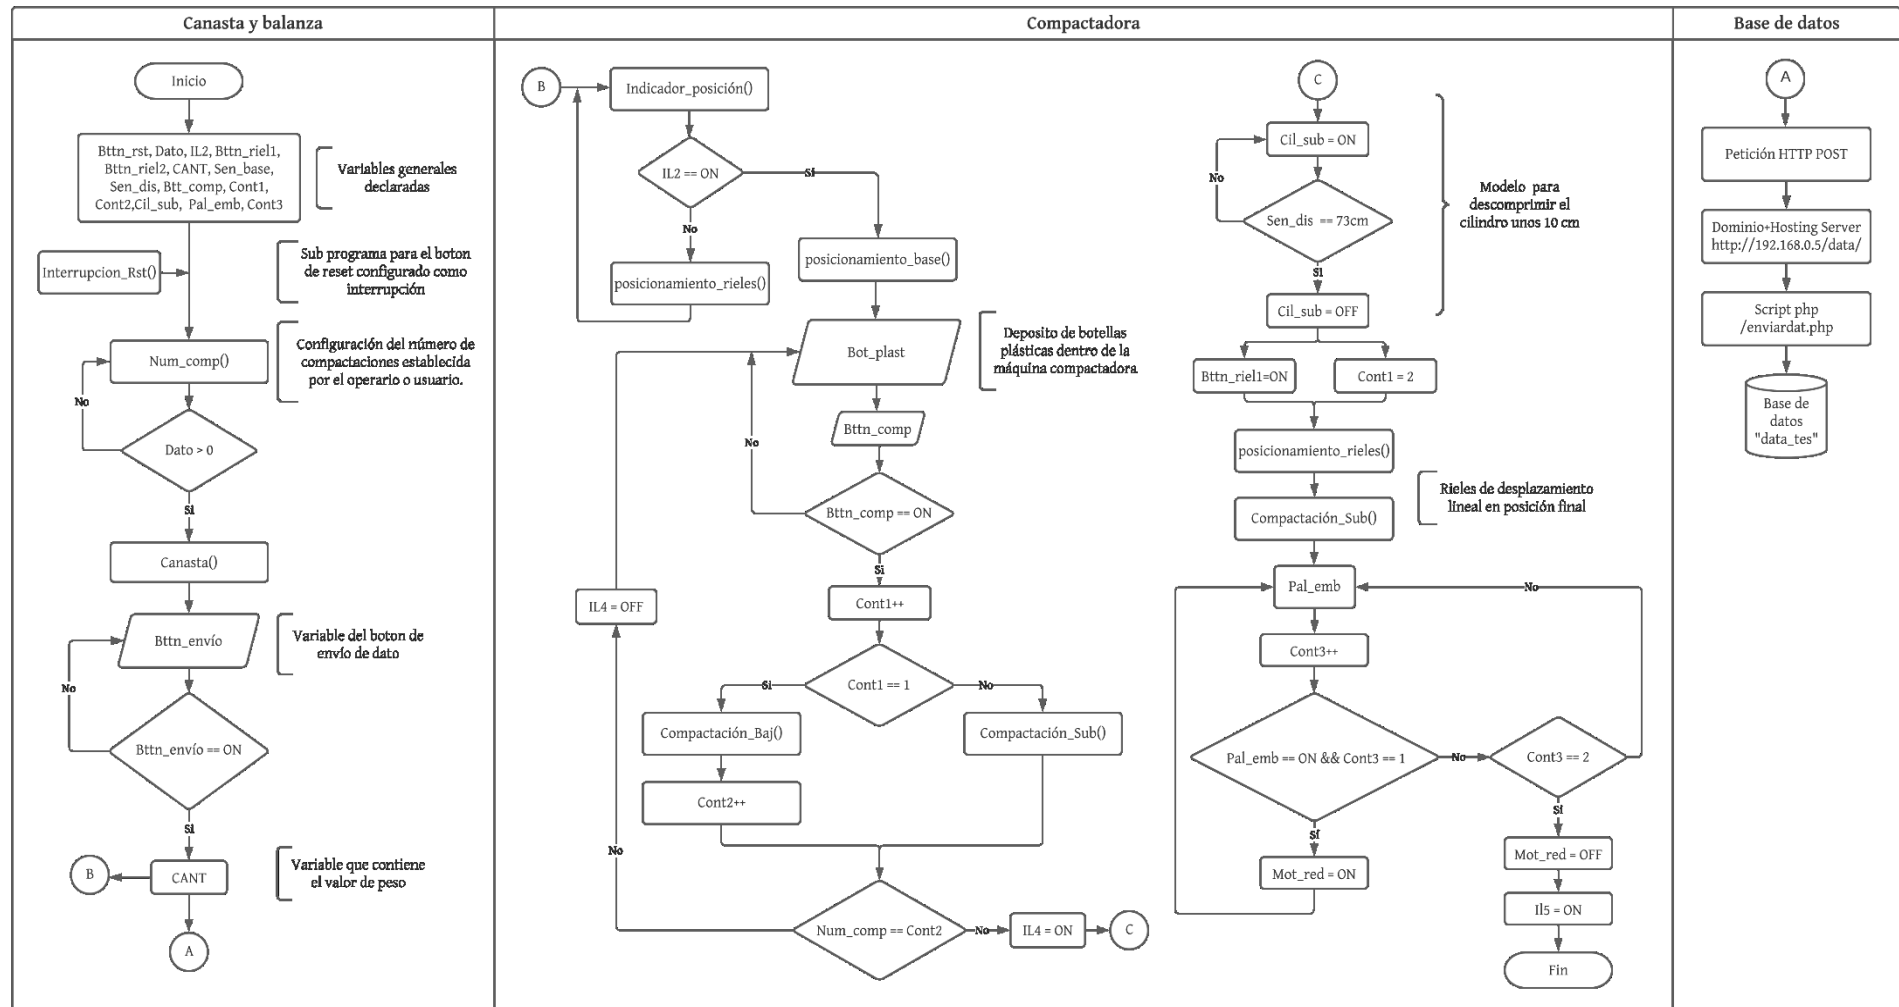 Canasta y balanza
Inicio
Bttn_rst, Dato, IL2, Bttn_riel1,
Bttn_riel2, CANT, Sen_base,
Sen_dis, Btt_comp, Cont1,
Cont2,Cil_sub, Pal_emb, Cont3
Variables generales
declaradas
Interrupcion_Rst()
Sub programa para el boton
de reset configurado como
interrupción
Num_comp()
Configuración del número de
compactaciones establecida
por el operario o usuario.
No
Dato > 0
Si
Canasta()
Bttn_envío
Variable del boton de
envío de dato
No
Bttn_envío == ON
Si
B
CANT
Variable que contiene
el valor de peso
A
Compactadora
B
Indicador_posición()
IL2 == ON
Si
No
posicionamiento_rieles()
posicionamiento_base()
Bot_plast
Deposito de botellas
plásticas dentro de la
máquina compactadora
Bttn_comp
No
Bttn_comp == ON
Si
IL4 = OFF
Cont1++
Cont1 == 1
Si
No
Compactación_Baj()
Compactación_Sub()
Cont2++
No
Num_comp == Cont2
No
IL4 = ON
C
C
Cil_sub = ON
No
Sen_dis == 73cm
Modelo para
descomprimir el
cilindro unos 10 cm
Si
Cil_sub = OFF
Bttn_riel1=ON
Cont1 = 2
posicionamiento_rieles()
Rieles de desplazamiento
lineal en posición final
Compactación_Sub()
Pal_emb
No
Cont3++
Pal_emb == ON && Cont3 == 1
No
Cont3 == 2
Sí
Sí
Mot_red = ON
Mot_red = OFF
Il5 = ON
Fin
Base de datos
A
Petición HTTP POST
Dominio+Hosting Server
http://192.168.0.5/data/
Script php
/enviardat.php
Base de
datos
"data_tes"